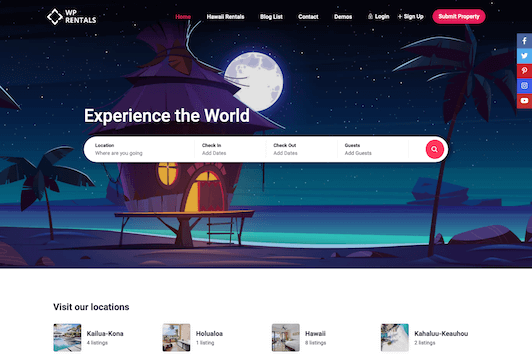 WP
RENTALS
Home Hawaii Rentals Blog List Contact Demos Login Sign Up Submit Property
Experience the World
Location Check In Check Out Guests
Where are you going Add Dates Add Dates Add Guests
Visit our locations
Kailua-Kona Holualoa Hawaii Kahaluu-Keauhou
4 listings 1 listing 8 listings 2 listings